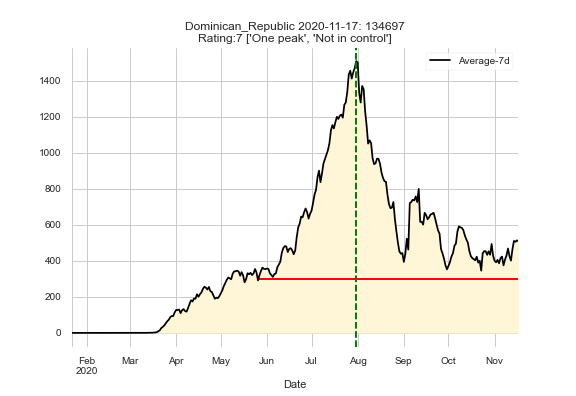 Dominican_Republic 2020-11-17: 134697
Rating:7 ['One peak', 'Not in control']
Average-7d
1400
1200
1000
800
600
400
200
0
Feb Mar Apr May Jun Jul Aug Sep Oct Nov
2020
Date